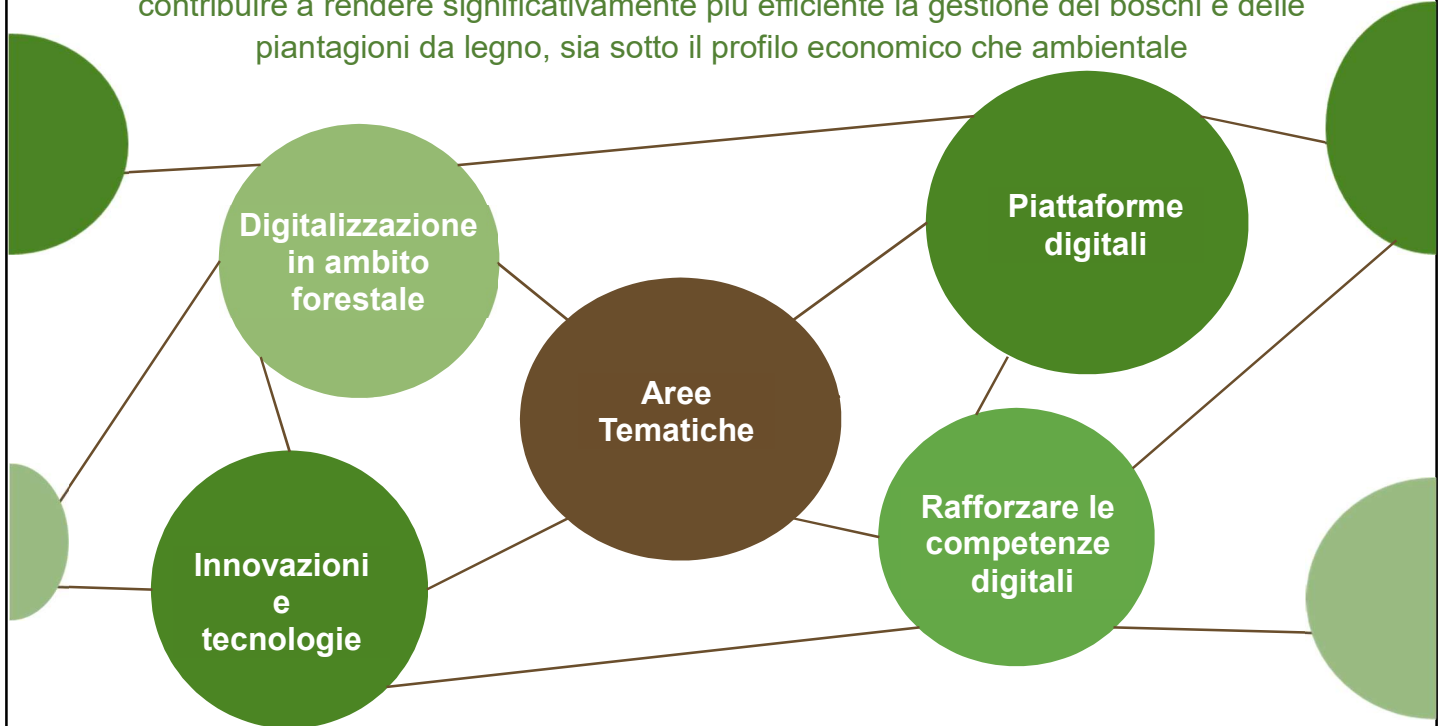 contribuire a rendere significativamente più efficiente la gestione dei boschi e delle
piantagioni da legno, sia sotto il profilo economico che ambientale
Digitalizzazione
in ambito
forestale
Piattaforme
digitali
Aree
Tematiche
Innovazioni
e
tecnologie
Rafforzare le
competenze
digitali